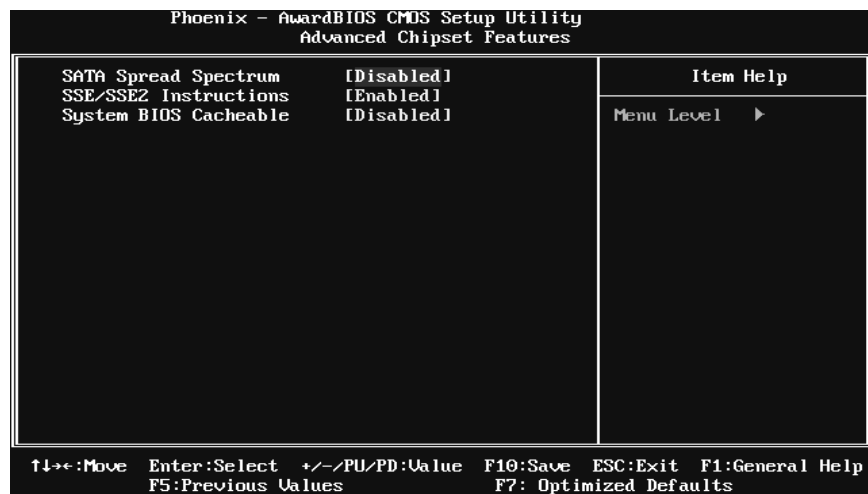 Phoenix - AwardBIOS CMOS Setup Utility
Advanced Chipset Features
SATA Spread Spectrum [Disabled]
SSE/SSE2 Instructions [Enabled]
System BIOS Cacheable [Disabled]
Item Help
Menu Level ▸
↑↓→←:Move Enter:Select +/-/PU/PD:Value F10:Save ESC:Exit F1:General Help
F5:Previous Values F7: Optimized Defaults